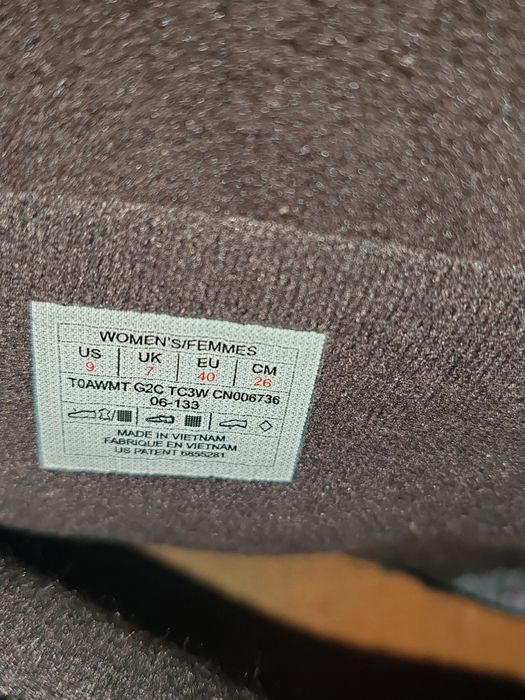 WOMEN'S/FEMMES
US UK EU CM
9 7 40 26
T0AWMT G2C TC3W CN006736
06-133
MADE IN VIETNAM
FABRIQUE EN VIETNAM
US PATENT 6855281